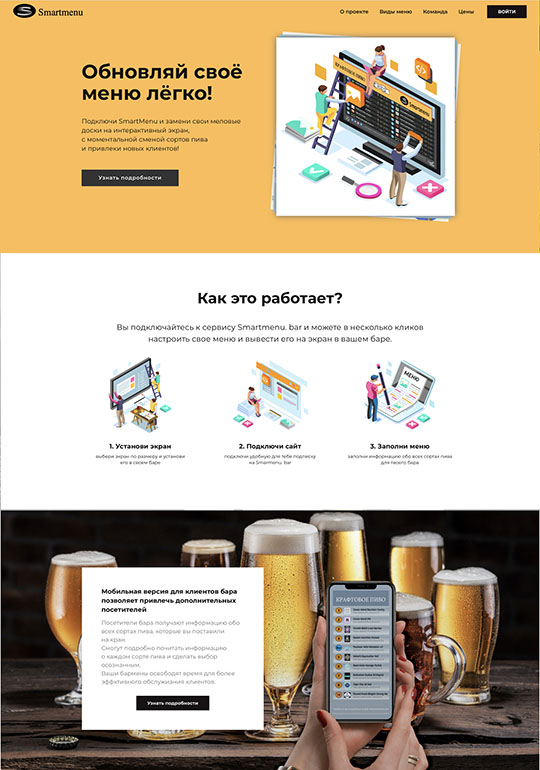 Smartmenu
О проекте Виды меню Команда Цены ВОЙТИ
Обновляй своё
меню лёгко!
Подключи SmartMenu и замени свои меловые
доски на интерактивный экран,
с моментальной сменой сортов пива
и привлеки новых клиентов!
Узнать подробности
КРАФТОВОЕ ПИВО
Smartmenu
Как это работает?
Вы подключайтесь к сервису Smartmenu. bar и можете в несколько кликов
настроить свое меню и вывести его на экран в вашем баре.
МЕНЮ
1. Установи экран
выбери экран по размеру и установи
его в своем баре
2. Подключи сайт
подключи удобную для тебя подписку
на Smarmenu. bar
3. Заполни меню
заполни информацию обо всех сортах пива
для твоего бара
Мобильная версия для клиентов бара
позволяет привлечь дополнительных
посетителей
Посетители бара получают информацию обо
всех сортах пива, которые вы поставили
на кран.
Смогут подробно почитать информацию
о каждом сорте пива и сделать выбор
осознанным.
Ваши бармены освободят время для более
эффективного обслуживания клиентов.
Узнать подробности
КРАФТОВОЕ ПИВО